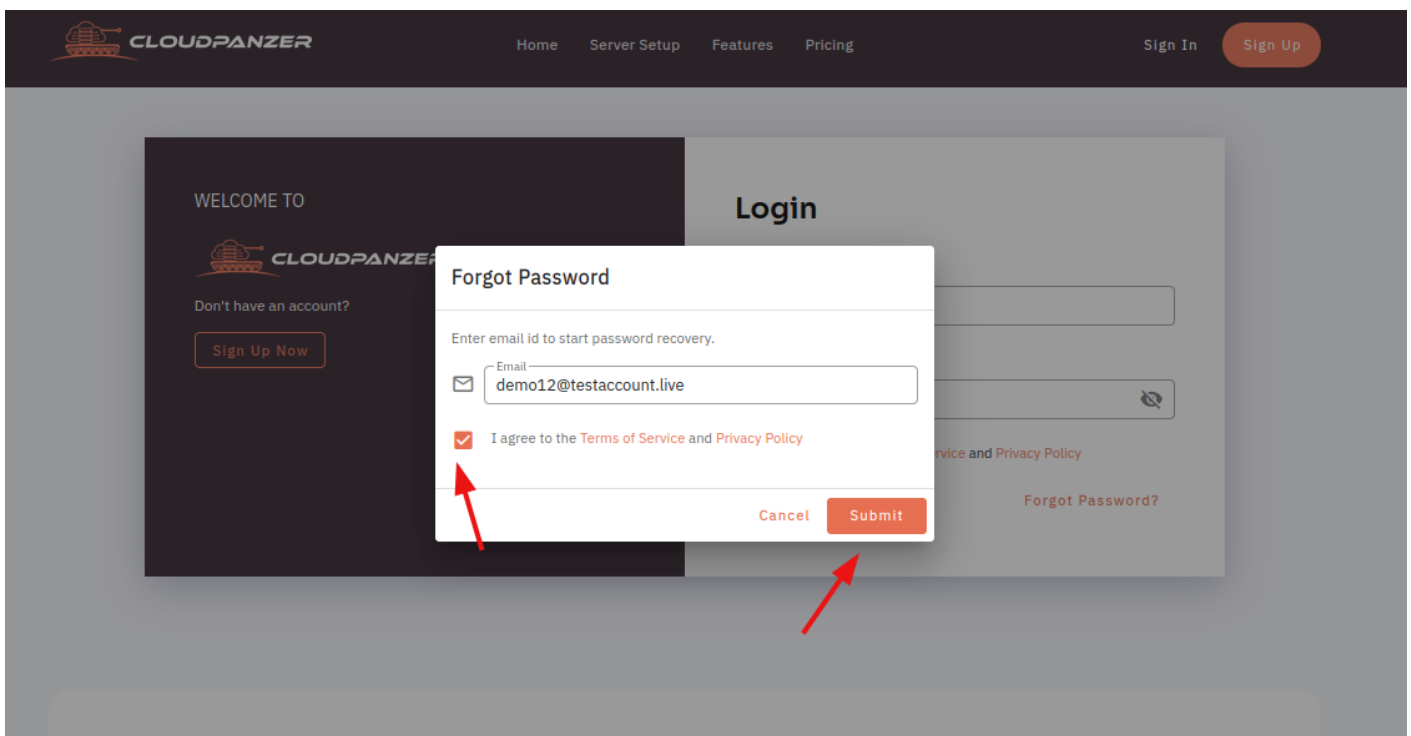 CLOUDPANZER
Home Server Setup Features Pricing Sign In Sign Up
WELCOME TO
CLOUDPANZE
Don't have an account?
Sign Up Now
Login
Forgot Password
Enter email id to start password recovery.
Email
demo12@testaccount.live
I agree to the Terms of Service and Privacy Policy
Cancel Submit
rvice and Privacy Policy
Forgot Password?